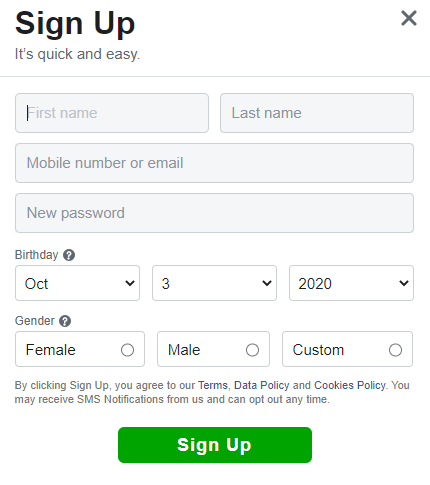 Sign Up
It's quick and easy.
First name Last name
Mobile number or email
New password
Birthday ?
Oct 3 2020
Gender ?
Female Male Custom
By clicking Sign Up, you agree to our Terms, Data Policy and Cookies Policy. You
may receive SMS Notifications from us and can opt out any time.
Sign Up